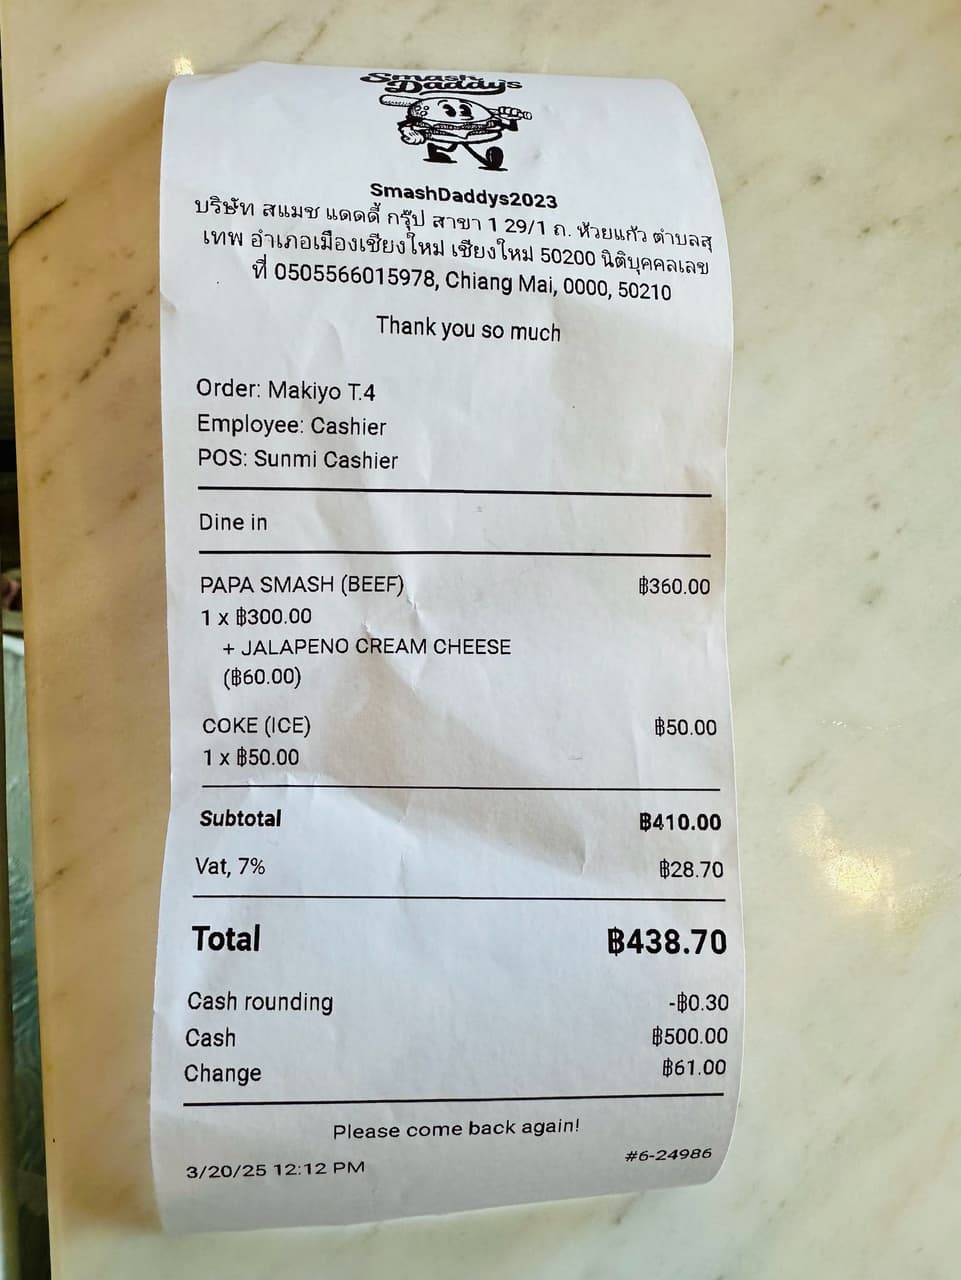 Smash
Daddys
SmashDaddys2023
บริษัท สแมช แดดดี้ กรุ๊ป สาขา 1 29/1 ถ. ห้วยแก้ว ตำบลสุ
เทพ อำเภอเมืองเชียงใหม่ เชียงใหม่ 50200 นิติบุคคลเลข
ที่ 0505566015978, Chiang Mai, 0000, 50210
Thank you so much
Order: Makiyo T.4
Employee: Cashier
POS: Sunmi Cashier
Dine in
PAPA SMASH (BEEF) ฿360.00
1 x ฿300.00
+ JALAPENO CREAM CHEESE
(฿60.00)
COKE (ICE) ฿50.00
1 x ฿50.00
Subtotal ฿410.00
Vat, 7% ฿28.70
Total ฿438.70
Cash rounding -฿0.30
Cash ฿500.00
Change ฿61.00
Please come back again!
3/20/25 12:12 PM #6-24986